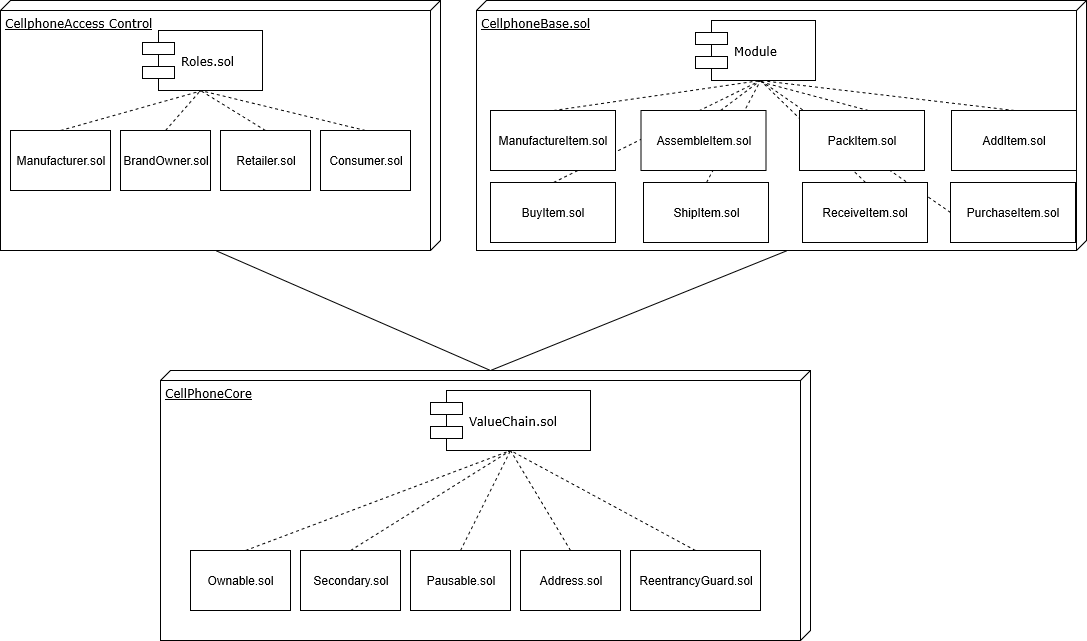 CellphoneAccess Control
Roles.sol
Manufacturer.sol
BrandOwner.sol
Retailer.sol
Consumer.sol
CellphoneBase.sol
Module
ManufactureItem.sol
AssembleItem.sol
PackItem.sol
AddItem.sol
BuyItem.sol
ShipItem.sol
ReceiveItem.sol
PurchaseItem.sol
CellPhoneCore
ValueChain.sol
Ownable.sol
Secondary.sol
Pausable.sol
Address.sol
ReentrancyGuard.sol